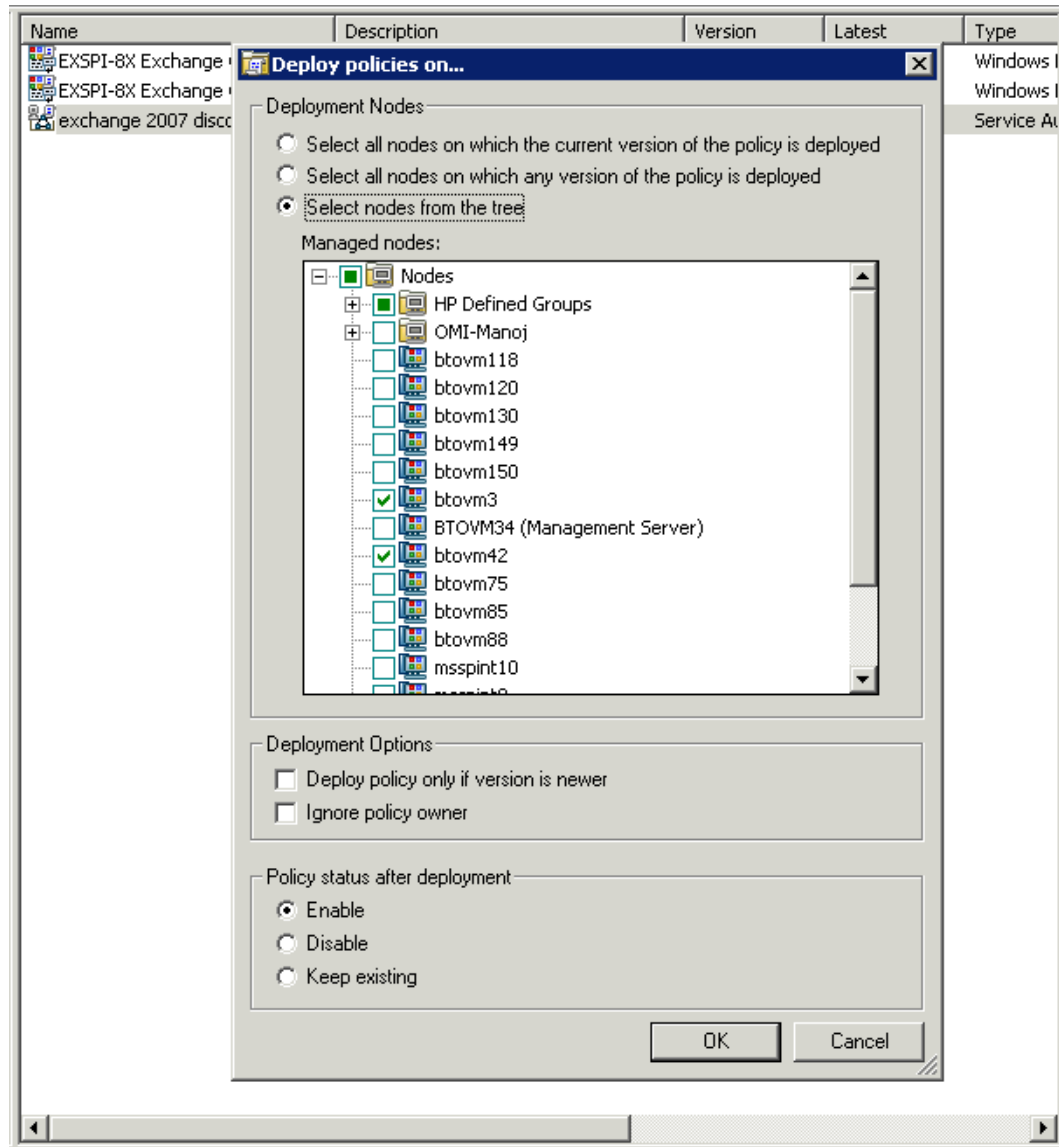 Name Description Version Latest Type
EXSPI-8X Exchange Windows
EXSPI-8X Exchange Windows
exchange 2007 Service
Deploy policies on...
Deployment Nodes
Select all nodes on which the current version of the policy is deployed
Select all nodes on which any version of the policy is deployed
Select nodes from the tree
Managed nodes:
Nodes
HP Defined Groups
OMI-Manoj
btovm118
btovm120
btovm130
btovm149
btovm150
btovm3
BTOVM34 (Management Server)
btovm42
btovm75
btovm85
btovm88
msspint10
Deployment Options
Deploy policy only if version is newer
Ignore policy owner
Policy status after deployment
Enable
Disable
Keep existing
OK Cancel